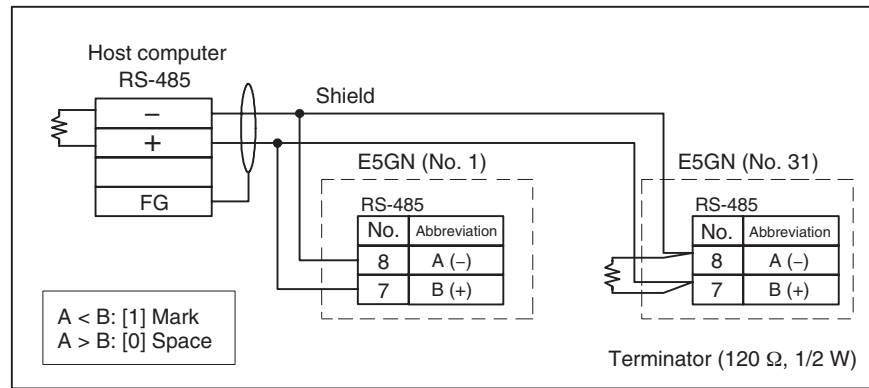 Host computer
RS-485
−
+
FG
Shield
E5GN (No. 1)
RS-485
No. Abbreviation
8 A (−)
7 B (+)
E5GN (No. 31)
RS-485
No. Abbreviation
8 A (−)
7 B (+)
A < B: [1] Mark
A > B: [0] Space
Terminator (120 Ω, 1/2 W)